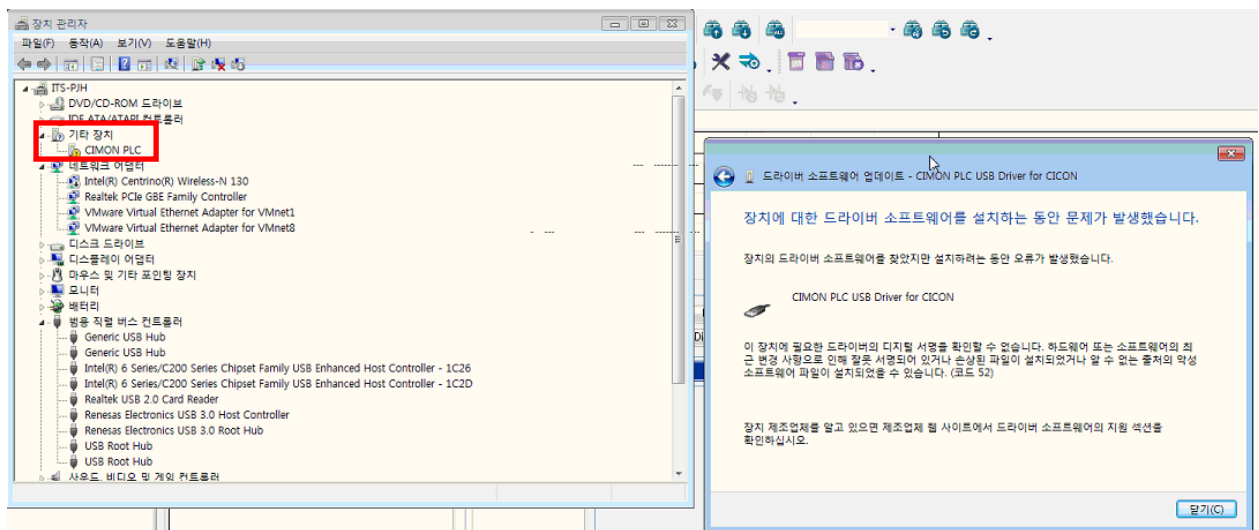 장치 관리자
파일(F) 동작(A) 보기(V) 도움말(H)
ITS-PJH
DVD/CD-ROM 드라이브
IDE ATA/ATAPI 컨트롤러
기타 장치
CIMON PLC
네트워크 어댑터
Intel(R) Centrino(R) Wireless-N 130
Realtek PCIe GBE Family Controller
VMware Virtual Ethernet Adapter for VMnet1
VMware Virtual Ethernet Adapter for VMnet8
디스크 드라이브
디스플레이 어댑터
마우스 및 기타 포인팅 장치
모니터
배터리
범용 직렬 버스 컨트롤러
Generic USB Hub
Generic USB Hub
Intel(R) 6 Series/C200 Series Chipset Family USB Enhanced Host Controller - 1C26
Intel(R) 6 Series/C200 Series Chipset Family USB Enhanced Host Controller - 1C2D
Realtek USB 2.0 Card Reader
Renesas Electronics USB 3.0 Host Controller
Renesas Electronics USB 3.0 Root Hub
USB Root Hub
USB Root Hub
사운드, 비디오 및 게임 컨트롤러
드라이버 소프트웨어 업데이트 - CIMON PLC USB Driver for CICON
장치에 대한 드라이버 소프트웨어를 설치하는 동안 문제가 발생했습니다.
장치의 드라이버 소프트웨어를 찾았지만 설치하려는 동안 오류가 발생했습니다.
CIMON PLC USB Driver for CICON
이 장치에 필요한 드라이버의 디지털 서명을 확인할 수 없습니다. 하드웨어 또는 소프트웨어의 최
근 변경 사항으로 인해 잘못 서명되어 있거나 손상된 파일이 설치되었거나 알 수 없는 출처의 악성
소프트웨어 파일이 설치되었을 수 있습니다. (코드 52)
장치 제조업체를 알고 있으면 제조업체 웹 사이트에서 드라이버 소프트웨어의 지원 섹션을
확인하십시오.
닫기(C)